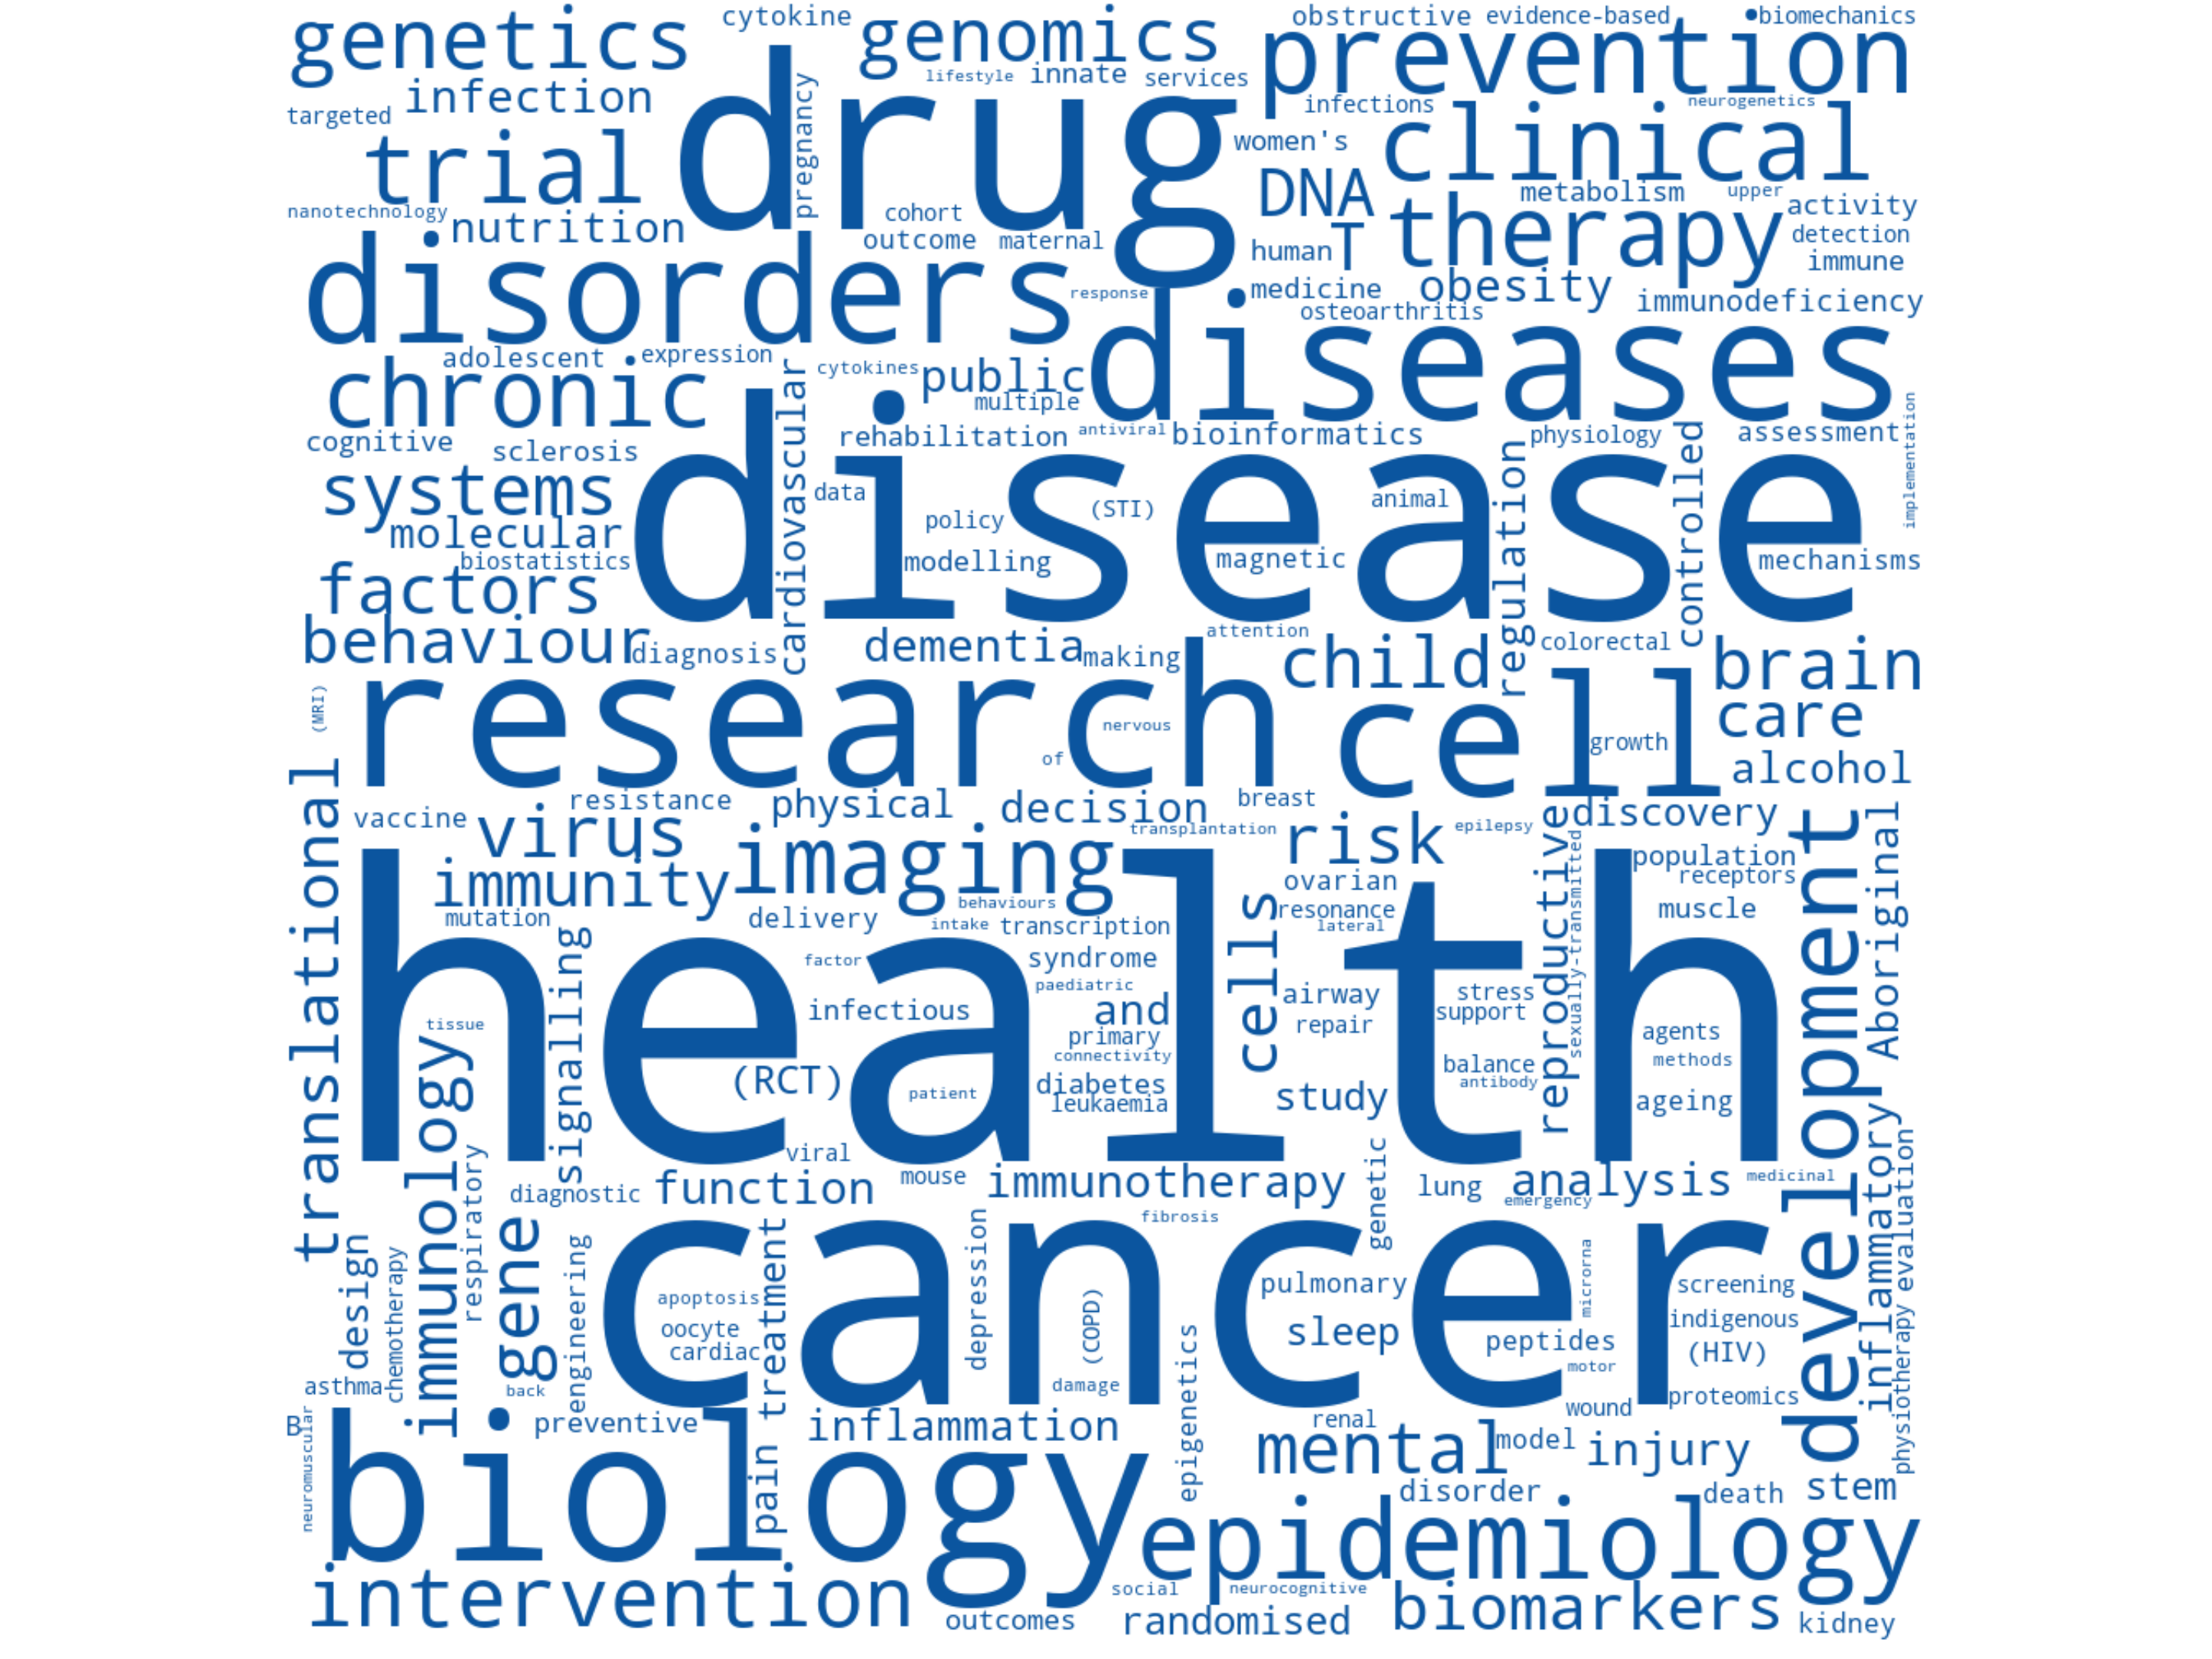 genetics
cytokine
genomics
obstructive
evidence-based
•biomechanics
prevention
lifestyle
innate
services
infection
targeted
drug
pregnancy
infections
neurogenetics
clinical
women's
trial
DNA
metabolism
upper
activity
nanotechnology
nutrition
cohort
outcome
maternal
human
T
therapy
detection
immune
disorders
response
medicine
obesity
immunodeficiency
osteoarthritis
diseases
adolescent
expression
chronic
cardiovascular
cytokines
public
multiple
cognitive
sclerosis
rehabilitation
antiviral
bioinformatics
physiology
assessment
implementation
controlled
regulation
systems
disease
data
policy
(STI)
animal
molecular
biostatistics
modelling
magnetic
mechanisms
factors
behaviour
diagnosis
dementia
making
attention
child
colorectal
brain
(MRI)
research
nervous
of
cell
growth
care
alcohol
translational
vaccine
resistance
virus
physical
decision
breast
transplantation
risk
epilepsy
discovery
population
receptors
development
Aboriginal
immunity
imaging
ovarian
resonance
lateral
reproductive
sexually-transmitted
muscle
mutation
delivery
behaviours
intake
transcription
cells
health
signalling
factor
syndrome
paediatric
infectious
and
primary
connectivity
airway
repair
stress
support
agents
methods
tissue
immunology
(RCT)
patient
diabetes
leukaemia
study
balance
antibody
ageing
respiratory
viral
mouse
immunotherapy
genetic
lung
analysis
emergency
medicinal
inflammatory
physiotherapy
evaluation
diagnostic
function
fibrosis
design
chemotherapy
gene
engineering
cancer
treatment
depression
(COPD)
pulmonary
microrna
screening
apoptosis
oocyte
cardiac
sleep
peptides
indigenous
(HIV)
motor
asthma
back
damage
epigenetics
wound
proteomics
B
neuromuscular
preventive
inflammation
renal
mental
model
injury
biology
pain
disorder
death
stem
epidemiology
intervention
social
neurocognitive
outcomes
randomised
biomarkers
kidney